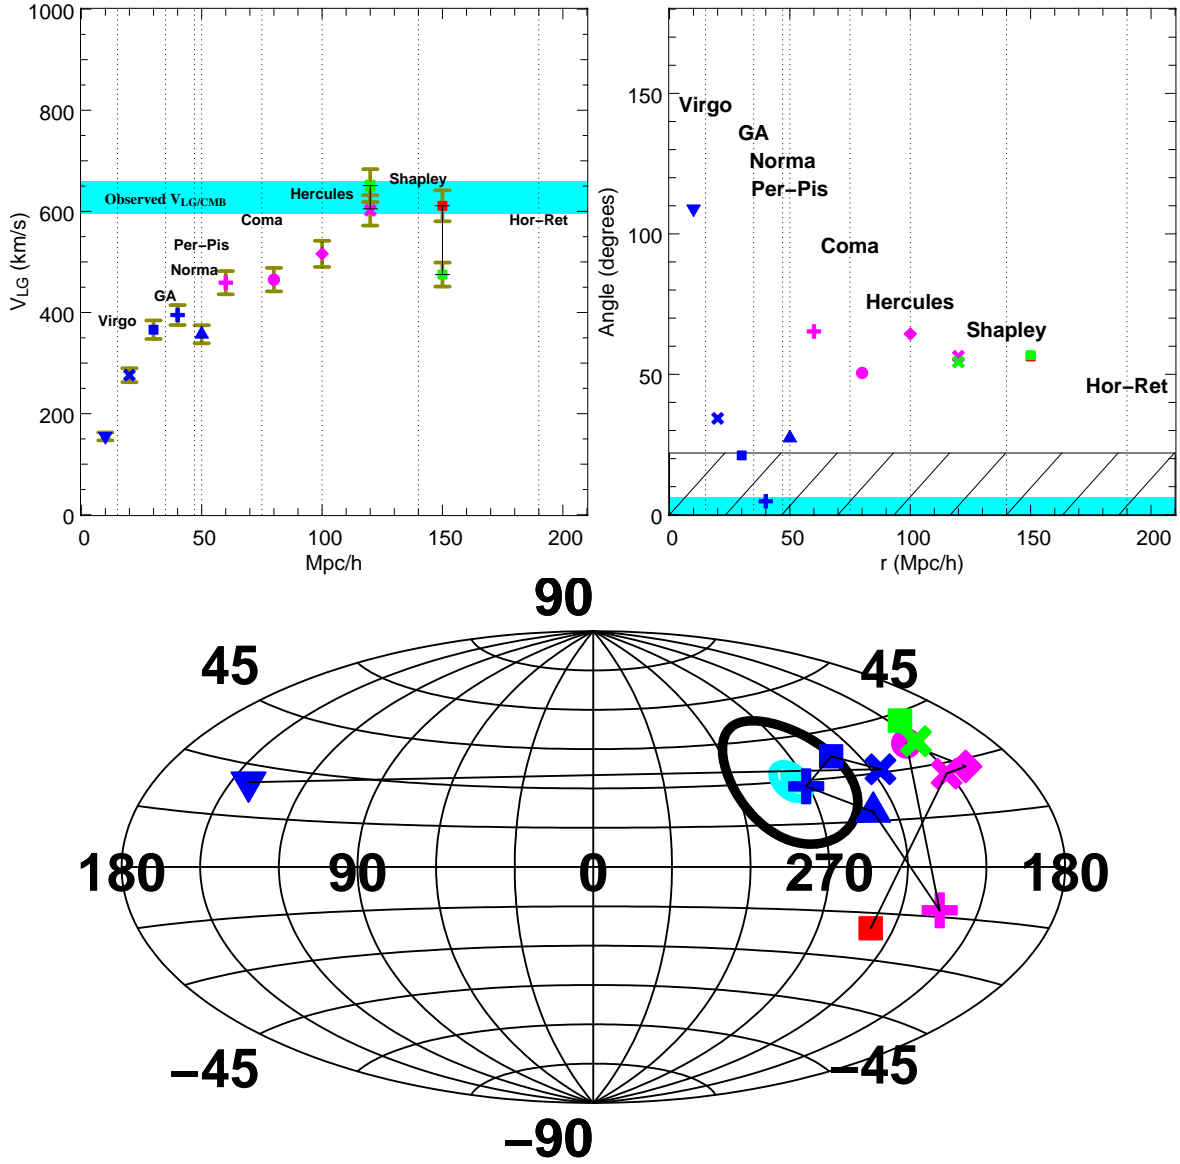 1000
800
600
400
200
0
V_LG (km/s)
Observed V_LG/CMB
Virgo
GA
Norma
Per−Pis
Coma
Hercules
Shapley
Hor−Ret
0 50 100 150 200
Mpc/h
150
100
50
0
Angle (degrees)
Virgo
GA
Norma
Per−Pis
Coma
Hercules
Shapley
Hor−Ret
0 50 100 150 200
r (Mpc/h)
90
45 45
180 90 0 270 180
−45 −45
−90